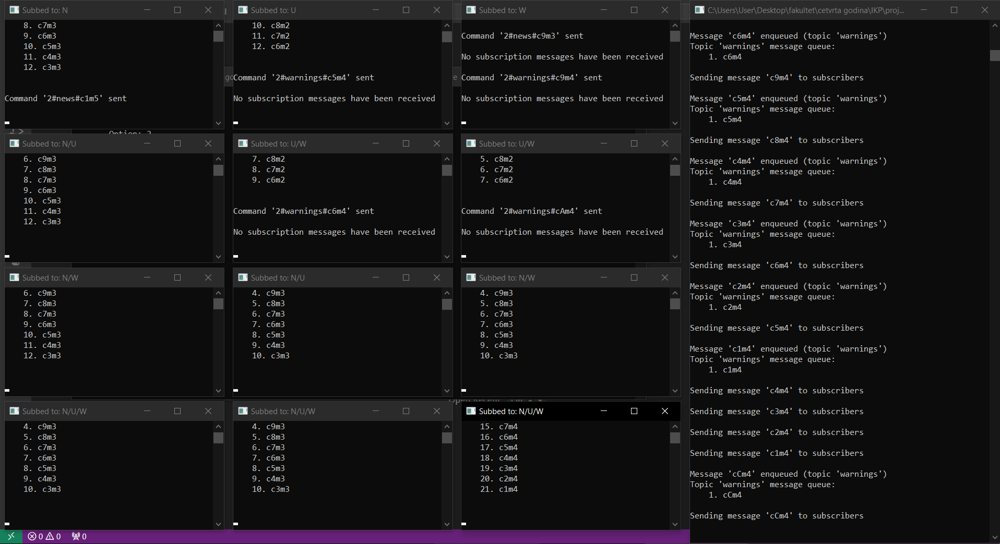 Subbed to: N
8. c7m3
9. c6m3
10. c5m3
11. c4m3
12. c3m3
Command '2#news#c1m5' sent
Subbed to: U
10. c8m2
11. c7m2
12. c6m2
Command '2#warnings#c5m4' sent
No subscription messages have been received
Subbed to: W
Command '2#news#c9m3' sent
No subscription messages have been received
Command '2#warnings#c9m4' sent
No subscription messages have been received
Subbed to: N/U
6. c9m3
7. c8m3
8. c7m3
9. c6m3
10. c5m3
11. c4m3
12. c3m3
Subbed to: U/W
7. c8m2
8. c7m2
9. c6m2
Command '2#warnings#c6m4' sent
No subscription messages have been received
Subbed to: U/W
5. c8m2
6. c7m2
7. c6m2
Command '2#warnings#cAm4' sent
No subscription messages have been received
Subbed to: N/W
6. c9m3
7. c8m3
8. c7m3
9. c6m3
10. c5m3
11. c4m3
12. c3m3
Subbed to: N/U
4. c9m3
5. c8m3
6. c7m3
7. c6m3
8. c5m3
9. c4m3
10. c3m3
Subbed to: N/W
4. c9m3
5. c8m3
6. c7m3
7. c6m3
8. c5m3
9. c4m3
10. c3m3
Subbed to: N/U/W
4. c9m3
5. c8m3
6. c7m3
7. c6m3
8. c5m3
9. c4m3
10. c3m3
Subbed to: N/U/W
4. c9m3
5. c8m3
6. c7m3
7. c6m3
8. c5m3
9. c4m3
10. c3m3
Subbed to: N/U/W
15. c7m4
16. c6m4
17. c5m4
18. c4m4
19. c3m4
20. c2m4
21. c1m4
C:\Users\User\Desktop\fakultet\cetvrta godina\IKP\proj...
Message 'c6m4' enqueued (topic 'warnings')
Topic 'warnings' message queue:
1. c6m4
Sending message 'c9m4' to subscribers
Message 'c5m4' enqueued (topic 'warnings')
Topic 'warnings' message queue:
1. c5m4
Sending message 'c8m4' to subscribers
Message 'c4m4' enqueued (topic 'warnings')
Topic 'warnings' message queue:
1. c4m4
Sending message 'c7m4' to subscribers
Message 'c3m4' enqueued (topic 'warnings')
Topic 'warnings' message queue:
1. c3m4
Sending message 'c6m4' to subscribers
Message 'c2m4' enqueued (topic 'warnings')
Topic 'warnings' message queue:
1. c2m4
Sending message 'c5m4' to subscribers
Message 'c1m4' enqueued (topic 'warnings')
Topic 'warnings' message queue:
1. c1m4
Sending message 'c4m4' to subscribers
Sending message 'c3m4' to subscribers
Sending message 'c2m4' to subscribers
Sending message 'c1m4' to subscribers
Message 'cCm4' enqueued (topic 'warnings')
Topic 'warnings' message queue:
1. cCm4
Sending message 'cCm4' to subscribers
0 0 0